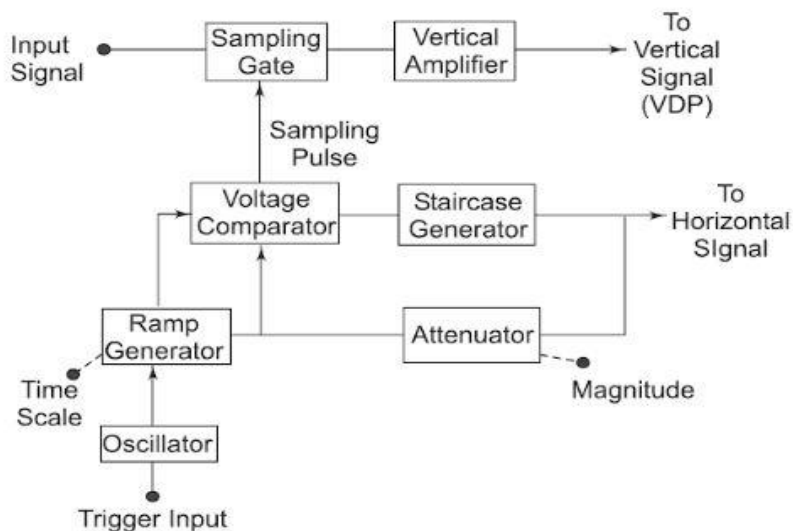 Input
Signal
Sampling
Gate
Vertical
Amplifier
To
Vertical
Signal
(VDP)
Sampling
Pulse
Voltage
Comparator
Staircase
Generator
To
Horizontal
SIgnal
Ramp
Generator
Attenuator
Time
Scale
Magnitude
Oscillator
Trigger Input